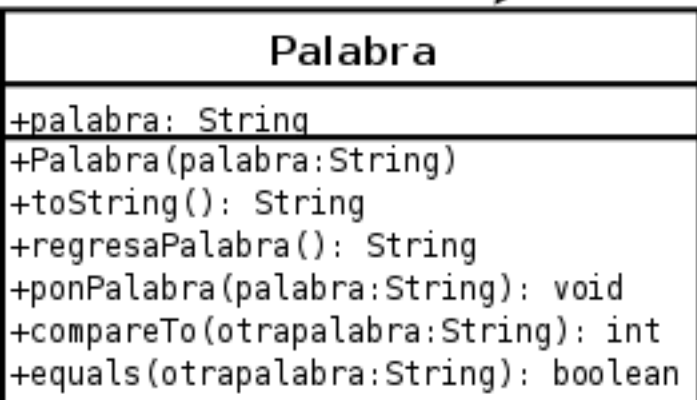 Palabra
+palabra: String
+Palabra(palabra:String)
+toString(): String
+regresaPalabra(): String
+ponPalabra(palabra:String): void
+compareTo(otrapalabra:String): int
+equals(otrapalabra:String): boolean